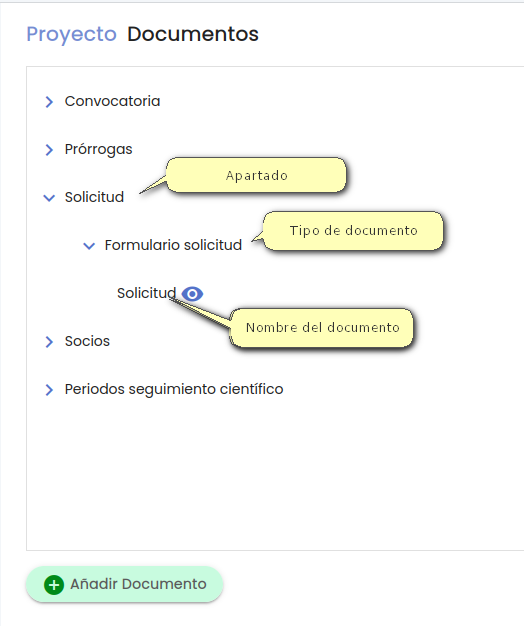 Proyecto Documentos
Convocatoria
Prórrogas
Apartado
Solicitud
Tipo de documento
Formulario solicitud
Solicitud
Nombre del documento
Socios
Periodos seguimiento científico
Añadir Documento